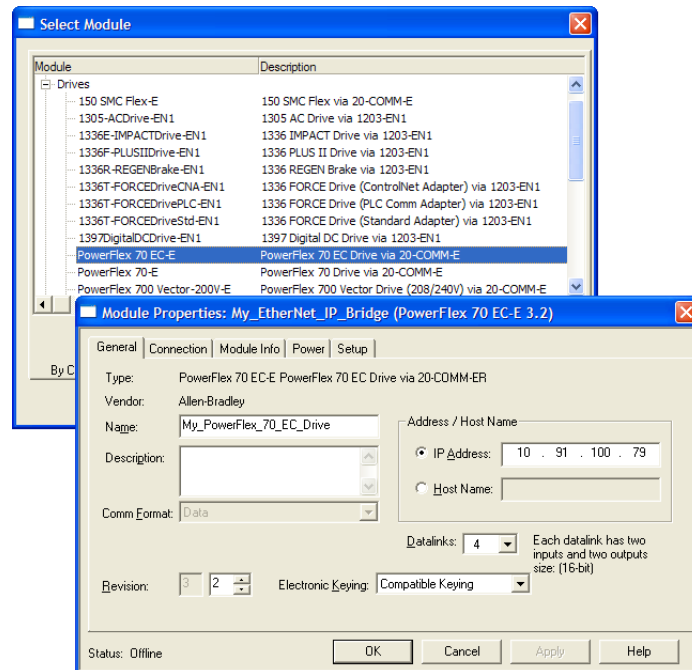 Select Module
Module Description
Drives
150 SMC Flex-E 150 SMC Flex via 20-COMM-E
1305-ACDrive-EN1 1305 AC Drive via 1203-EN1
1336E-IMPACTDrive-EN1 1336 IMPACT Drive via 1203-EN1
1336F-PLUSIIDrive-EN1 1336 PLUS II Drive via 1203-EN1
1336R-REGENBrake-EN1 1336 REGEN Brake via 1203-EN1
1336T-FORCEDriveCNA-EN1 1336 FORCE Drive (ControlNet Adapter) via 1203-EN1
1336T-FORCEDrivePLC-EN1 1336 FORCE Drive (PLC Comm Adapter) via 1203-EN1
1336T-FORCEDriveStd-EN1 1336 FORCE Drive (Standard Adapter) via 1203-EN1
1397DigitalDCDrive-EN1 1397 Digital DC Drive via 1203-EN1
PowerFlex 70 EC-E PowerFlex 70 EC Drive via 20-COMM-E
PowerFlex 70-E PowerFlex 70 Drive via 20-COMM-E
PowerFlex 700 Vector-200V-E PowerFlex 700 Vector Drive (208/240V) via 20-COMM-E
By C
Module Properties: My_EtherNet_IP_Bridge (PowerFlex 70 EC-E 3.2)
General Connection Module Info Power Setup
Type: PowerFlex 70 EC-E PowerFlex 70 EC Drive via 20-COMM-ER
Vendor: Allen-Bradley
Name: My_PowerFlex_70_EC_Drive
Address / Host Name
IP Address: 10 . 91 . 100 . 79
Description:
Host Name:
Comm Format: Data
Datalinks: 4 Each datalink has two
inputs and two outputs
size: (16-bit)
Revision: 3 2 Electronic Keying: Compatible Keying
Status: Offline OK Cancel Apply Help